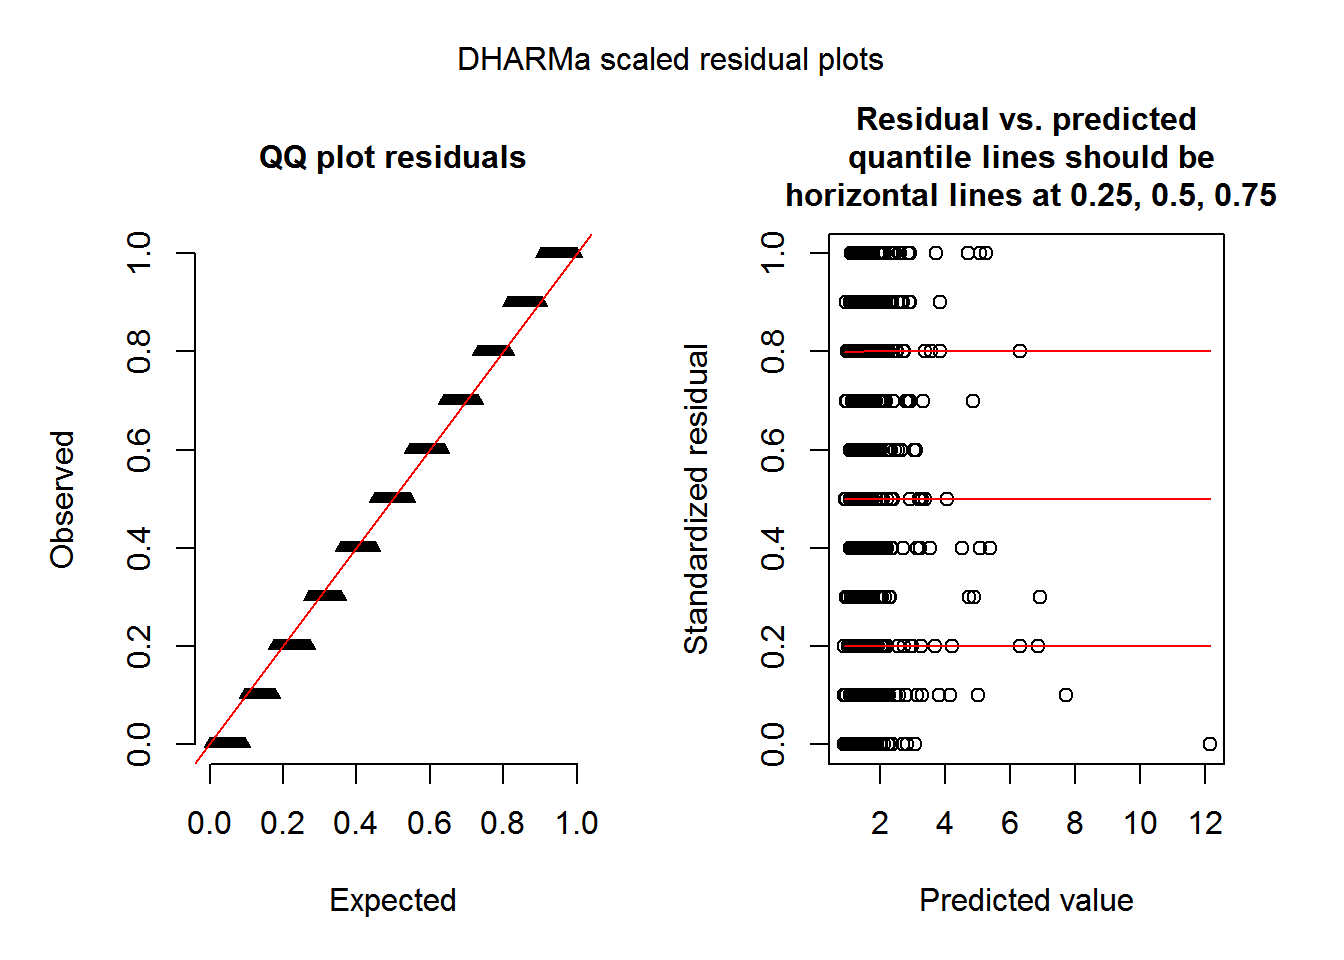 DHARMa scaled residual plots
QQ plot residuals
Observed
0.0 0.2 0.4 0.6 0.8 1.0
0.0 0.2 0.4 0.6 0.8 1.0
Expected
Residual vs. predicted
quantile lines should be
horizontal lines at 0.25, 0.5, 0.75
Standardized residual
0.0 0.2 0.4 0.6 0.8 1.0
2 4 6 8 10 12
Predicted value